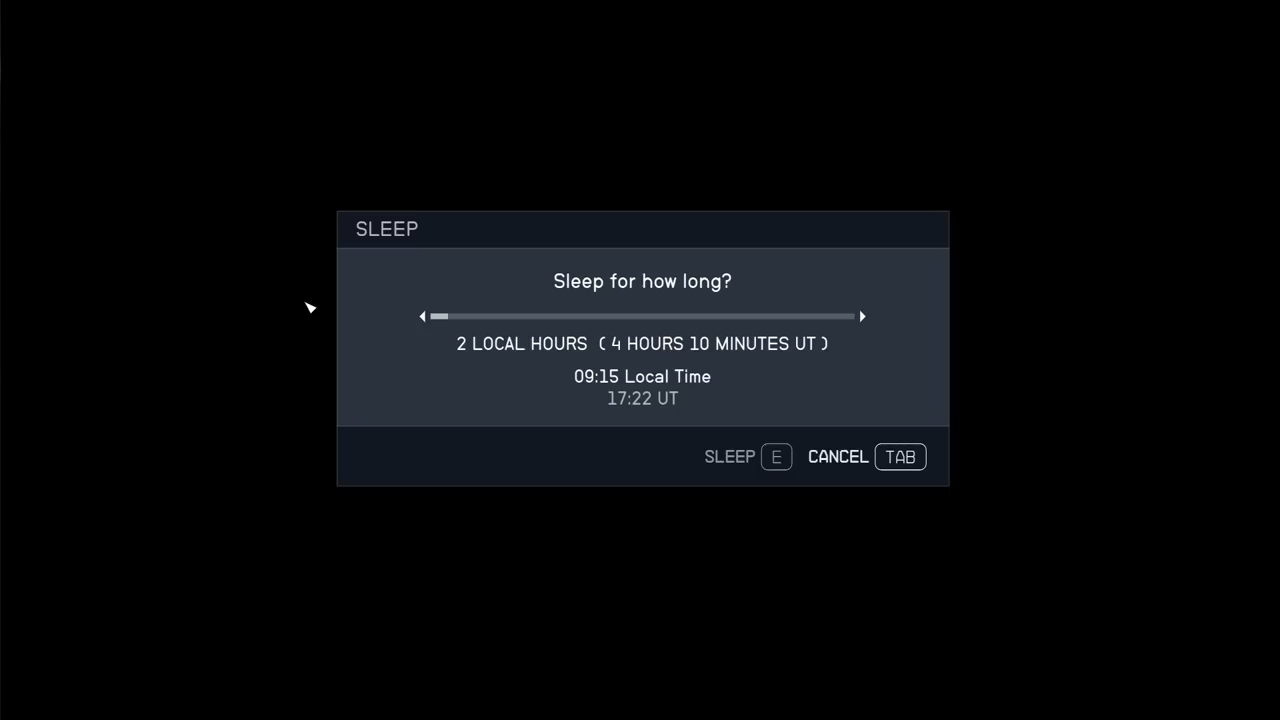 SLEEP
Sleep for how long?
2 LOCAL HOURS ( 4 HOURS 10 MINUTES UT )
09:15 Local Time
17:22 UT
SLEEP E CANCEL TAB